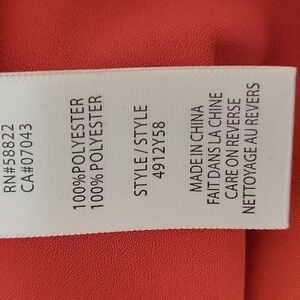 RN#58822
CA#07043
100%POLYESTER
100% POLYESTER
STYLE/STYLE
4912Y58
MADE IN CHINA
FAIT DANS LA CHINE
CARE ON REVERSE
NETTOYAGE AU REVERS